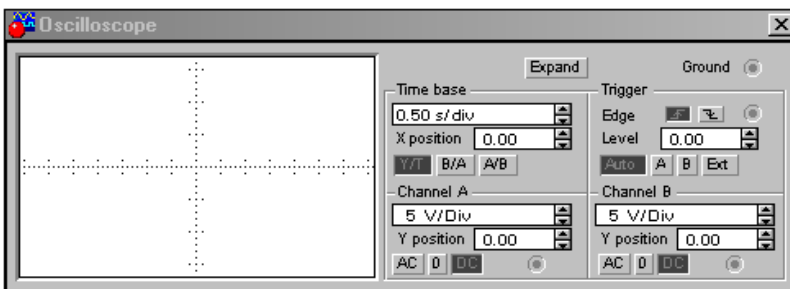 Oscilloscope
Expand Ground
Time base
0.50 s/div
X position 0.00
Y/T B/A A/B
Trigger
Edge
Level 0.00
Auto A B Ext
Channel A
5 V/Div
Y position 0.00
AC 0 DC
Channel B
5 V/Div
Y position 0.00
AC 0 DC